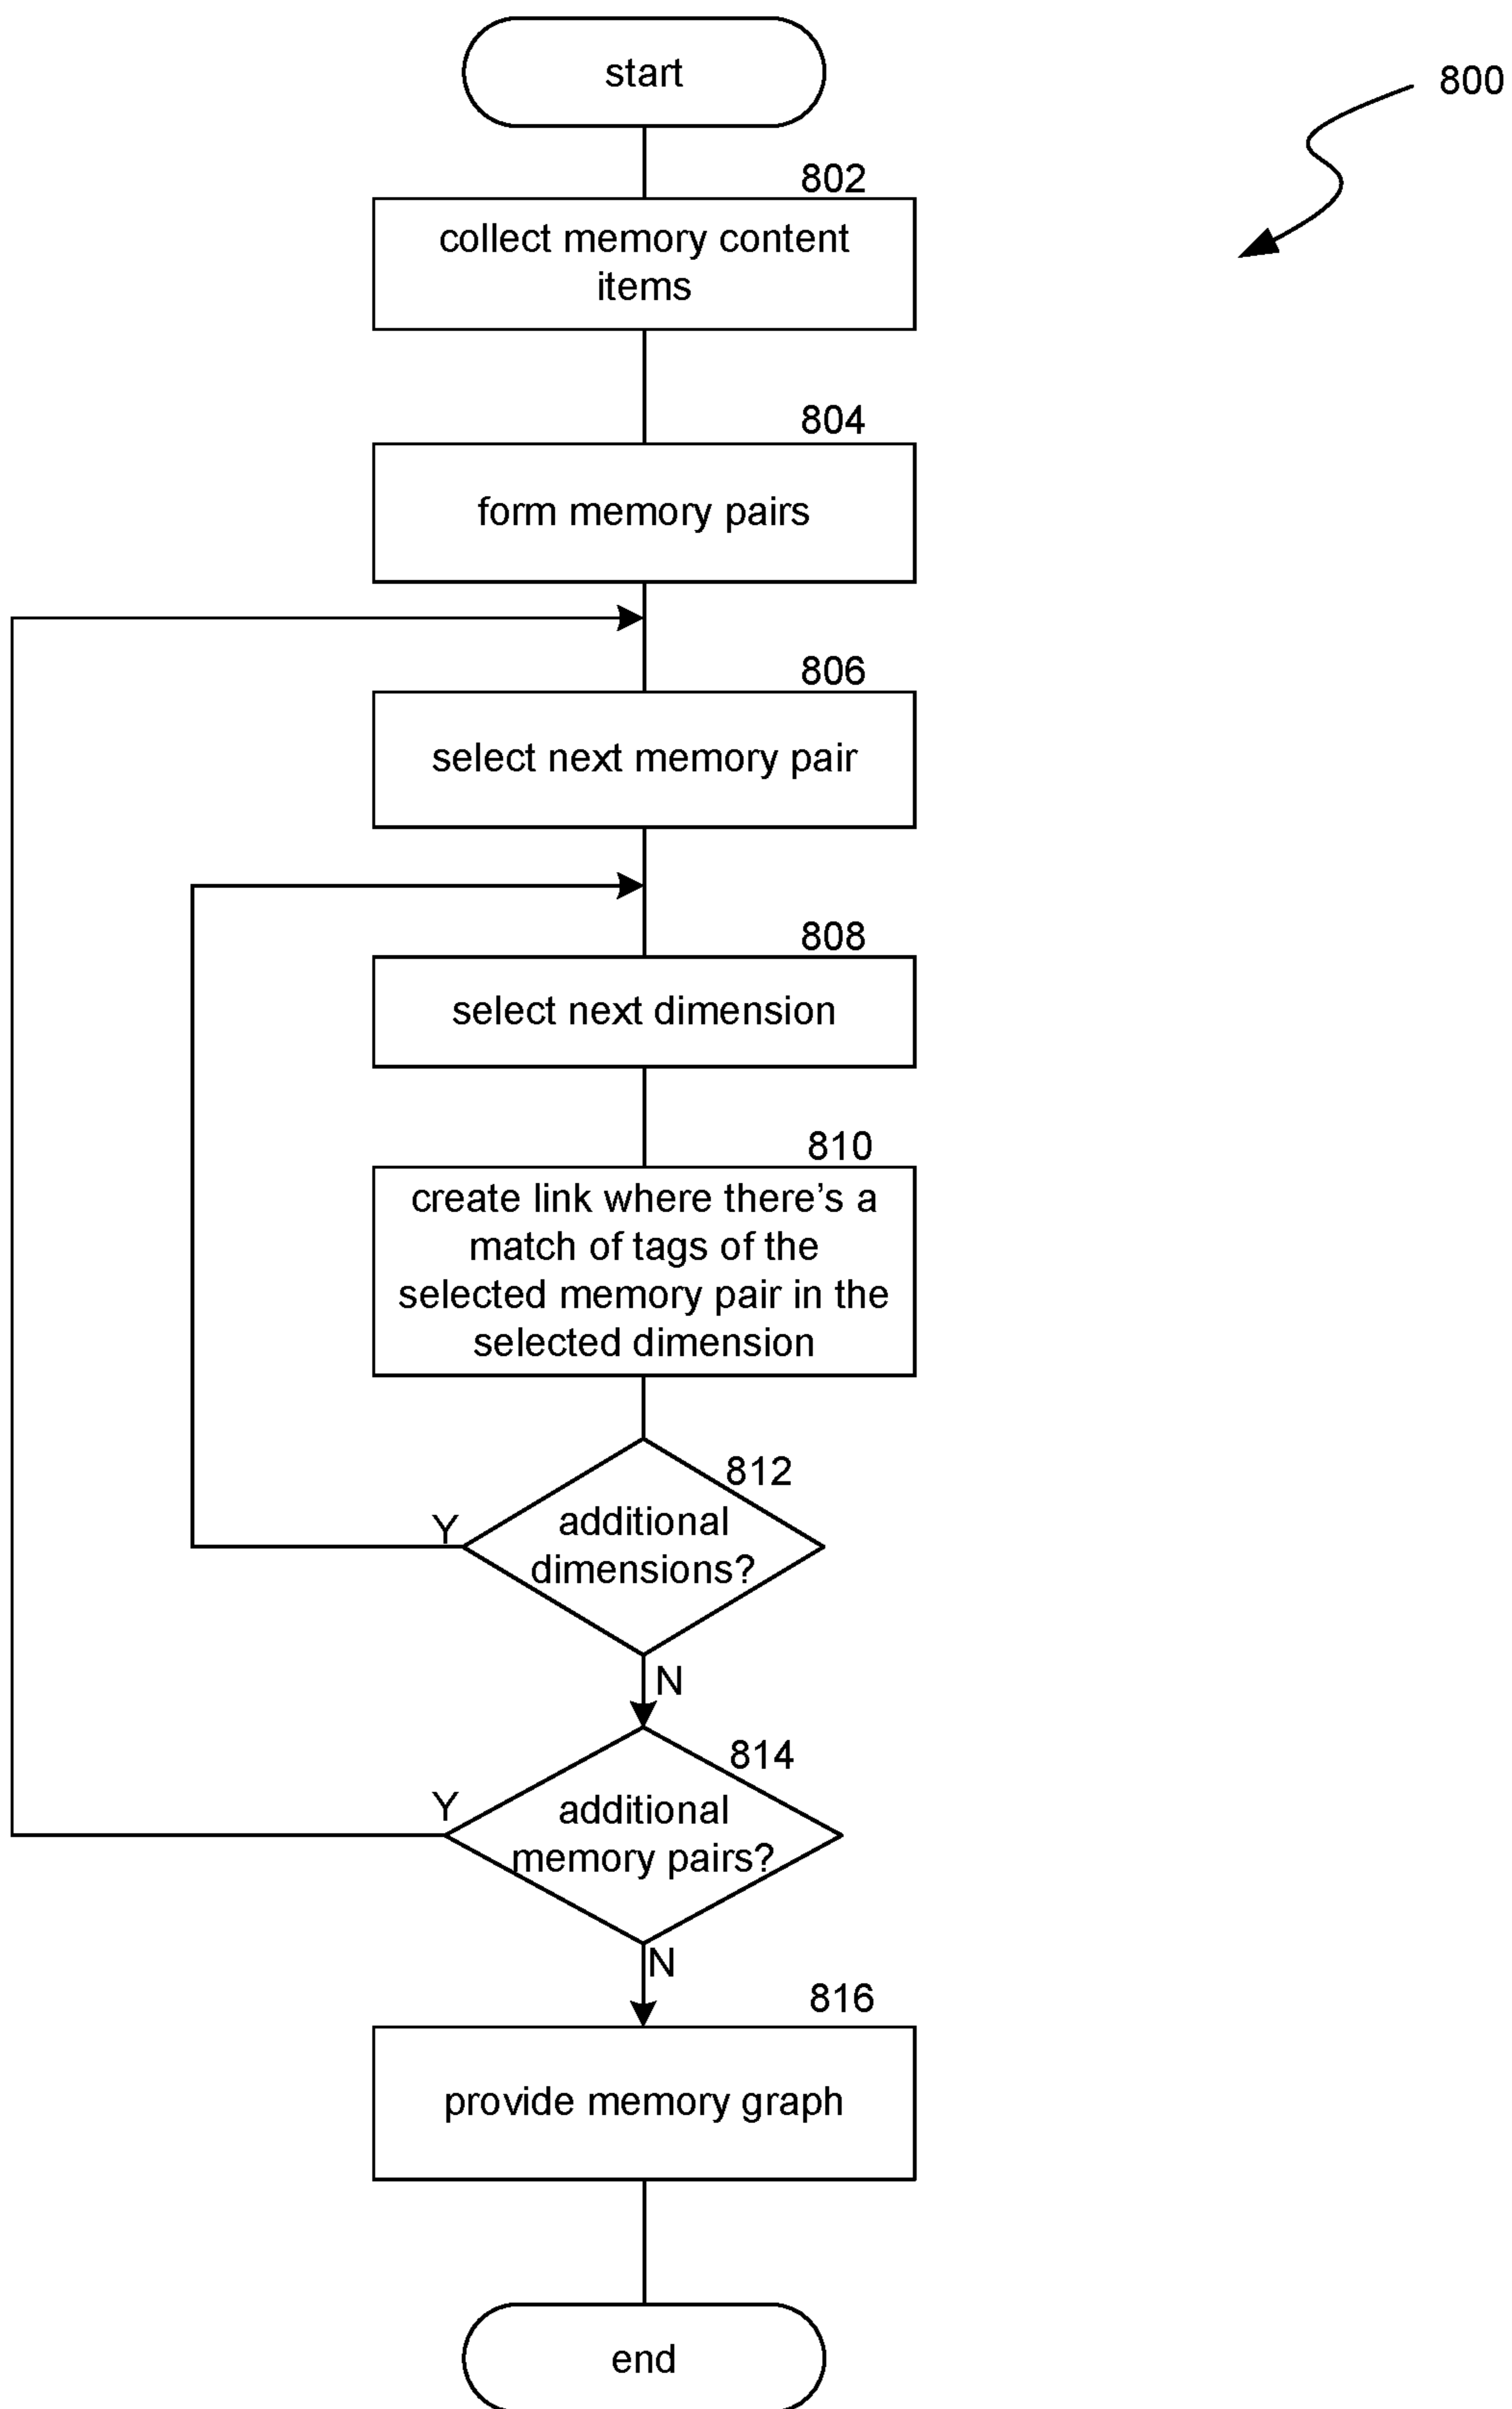 start
800
802
collect memory content
items
804
form memory pairs
806
select next memory pair
808
select next dimension
810
create link where there's a
match of tags of the
selected memory pair in the
selected dimension
812
additional
dimensions?
Y
N
814
additional
memory pairs?
Y
N
816
provide memory graph
end